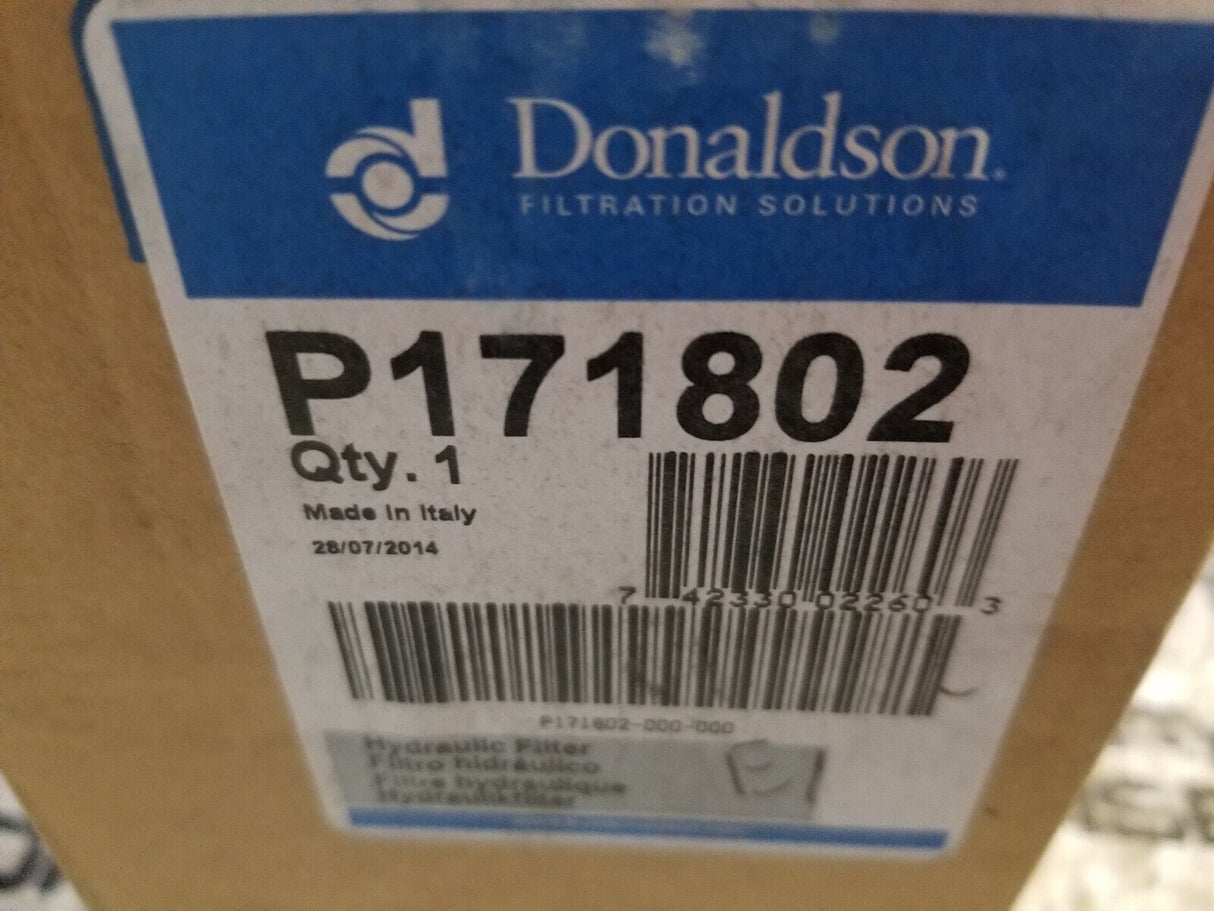 Donaldson.
FILTRATION SOLUTIONS
P171802
Qty. 1
Made in Italy
28/07/2014
7 42330 02260 3
P171802-000-000
Hydraulic Filter
Filtro hidráulico
Filtre hydraulique
Hydraulikfilter